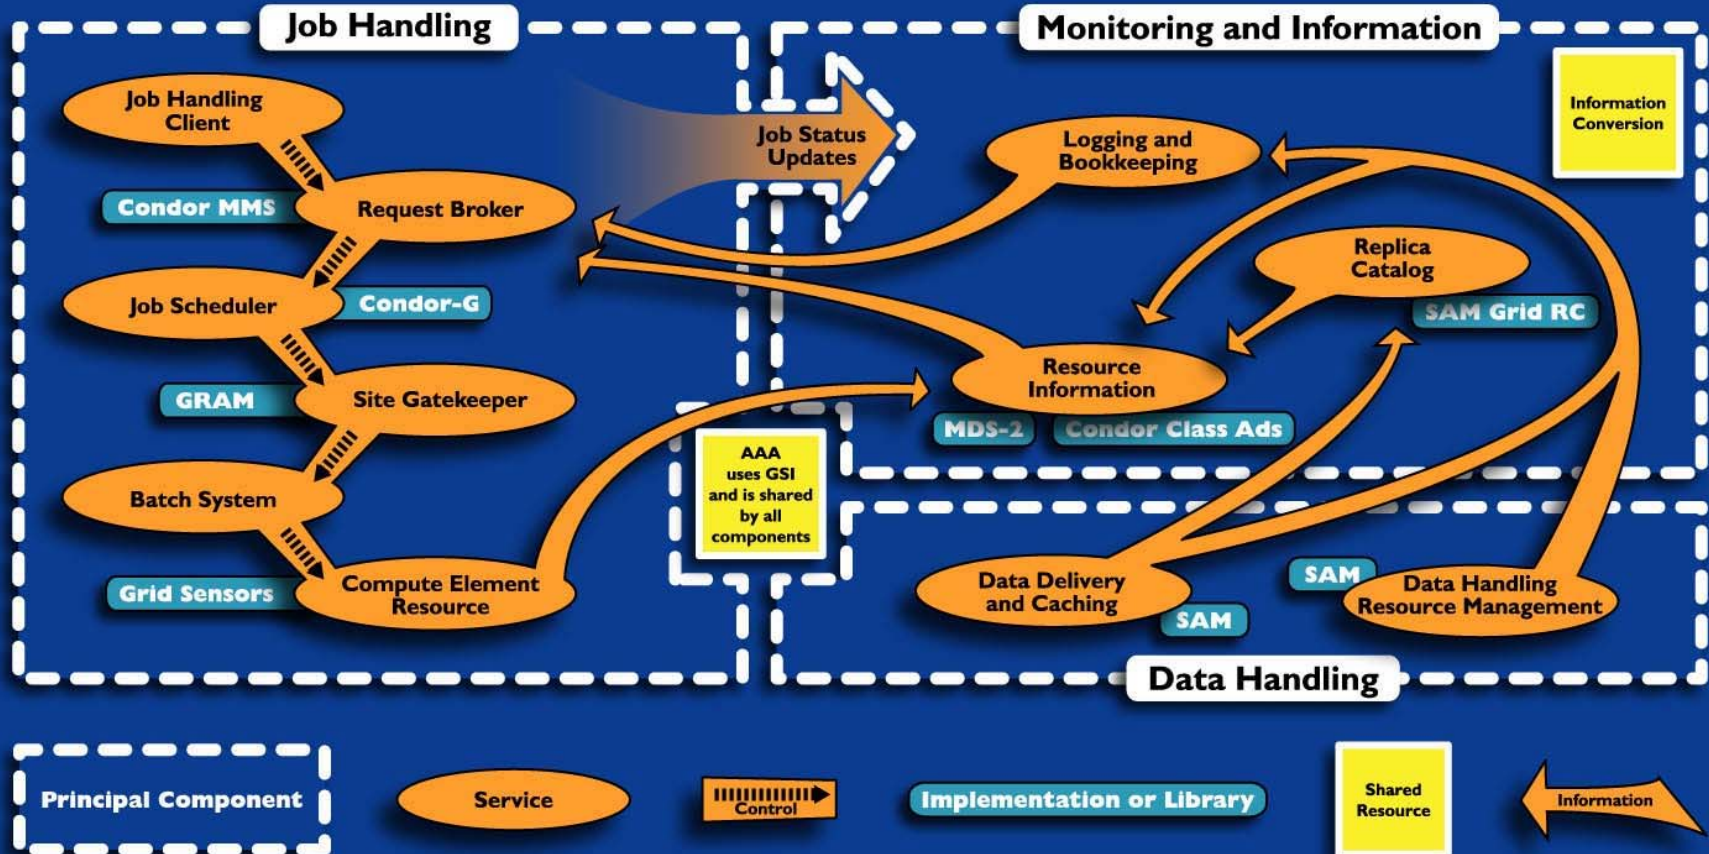 Job Handling
Job Handling
Client
Condor MMS
Request Broker
Job Scheduler
Condor-G
GRAM
Site Gatekeeper
Batch System
Grid Sensors
Compute Element
Resource
Job Status
Updates
AAA
uses GSI
and is shared
by all
components
Monitoring and Information
Information
Conversion
Logging and
Bookkeeping
Replica
Catalog
SAM Grid RC
Resource
Information
MDS-2
Condor Class Ads
Data Delivery
and Caching
SAM
SAM
Data Handling
Resource Management
Data Handling
Principal Component
Service
Control
Implementation or Library
Shared
Resource
Information